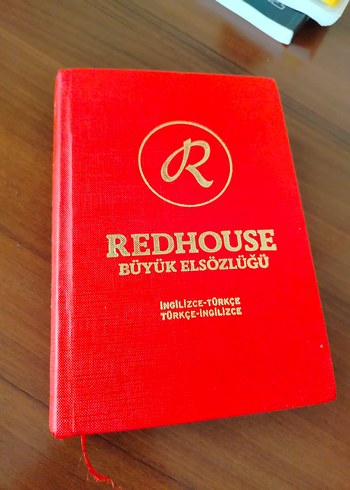 R
REDHOUSE
BÜYÜK ELSÖZLÜĞÜ
İNGİLİZCE-TÜRKÇE
TÜRKÇE-İNGİLİZCE